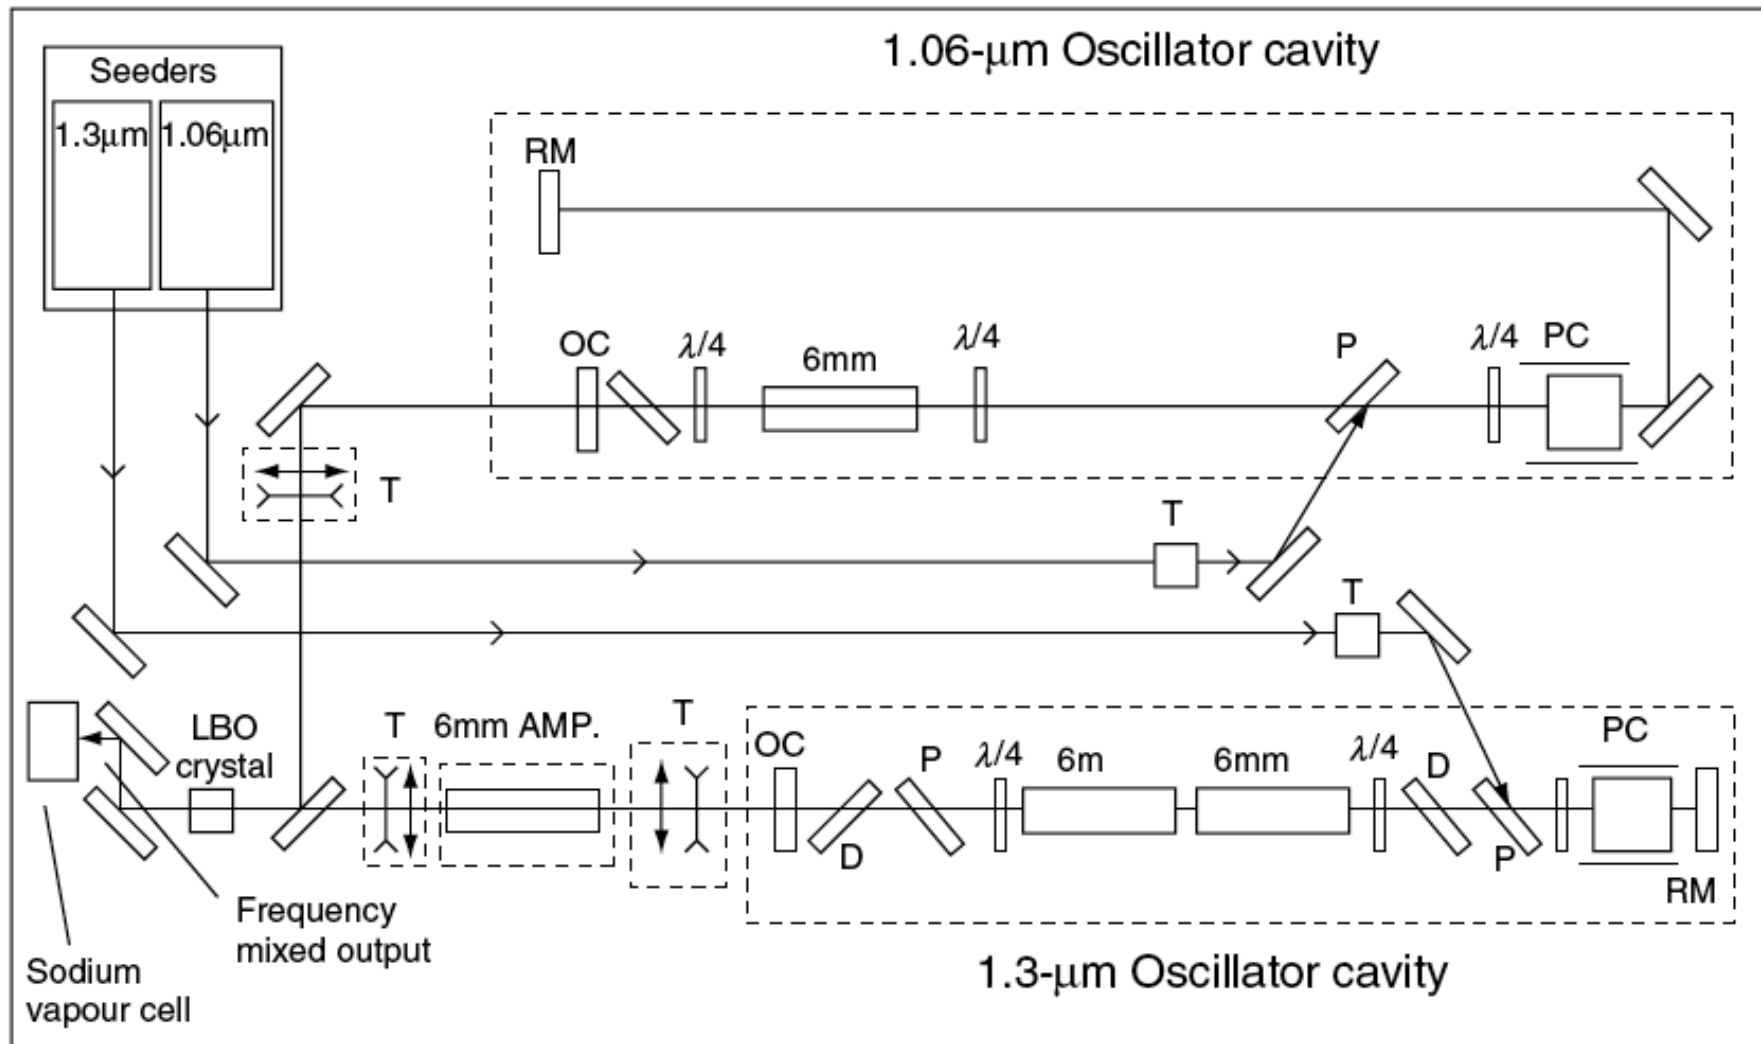 1.06-μm Oscillator cavity
Seeders
1.3μm 1.06μm
RM
OC
λ/4
6mm
λ/4
P
λ/4
PC
T
T
T
LBO
crystal
T
6mm AMP.
T
OC
P
λ/4
6m
6mm
λ/4
D
PC
D
P
RM
Frequency
mixed output
Sodium
vapour cell
1.3-μm Oscillator cavity